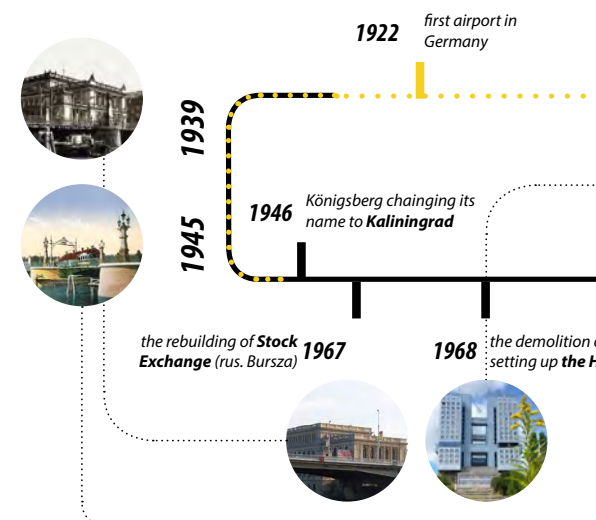 1922
first airport in
Germany
1939
1945
1946
Königsberg chainging its
name to Kaliningrad
the rebuilding of Stock
Exchange (rus. Bursza)
1967
1968
the demolition
setting up the